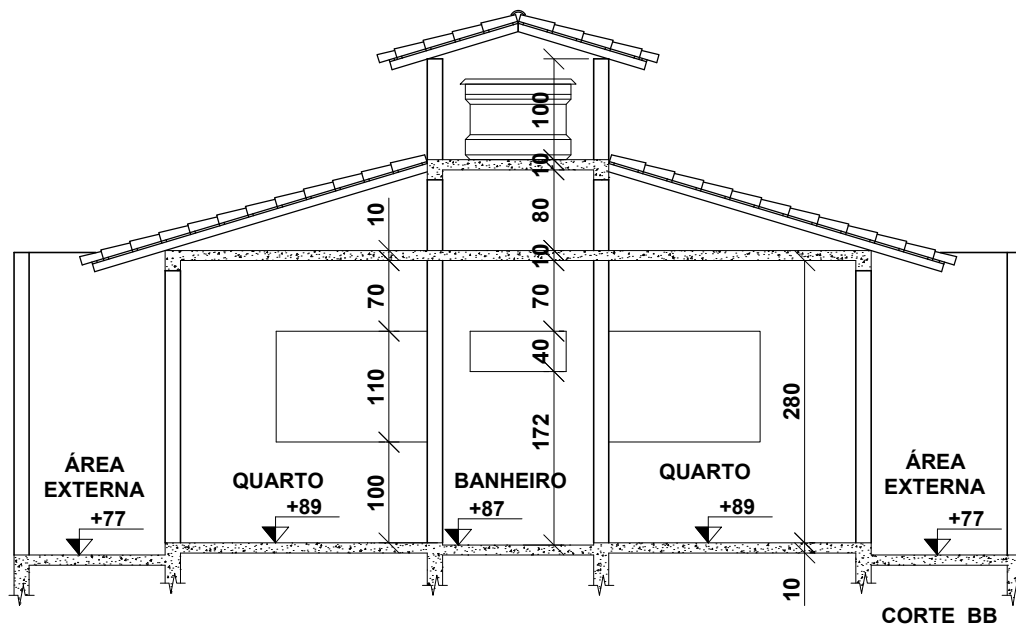 100
10
80
10
10
70
70
40
110
280
172
100
ÁREA
EXTERNA
+77
QUARTO
+89
BANHEIRO
+87
QUARTO
+89
ÁREA
EXTERNA
+77
10
CORTE BB